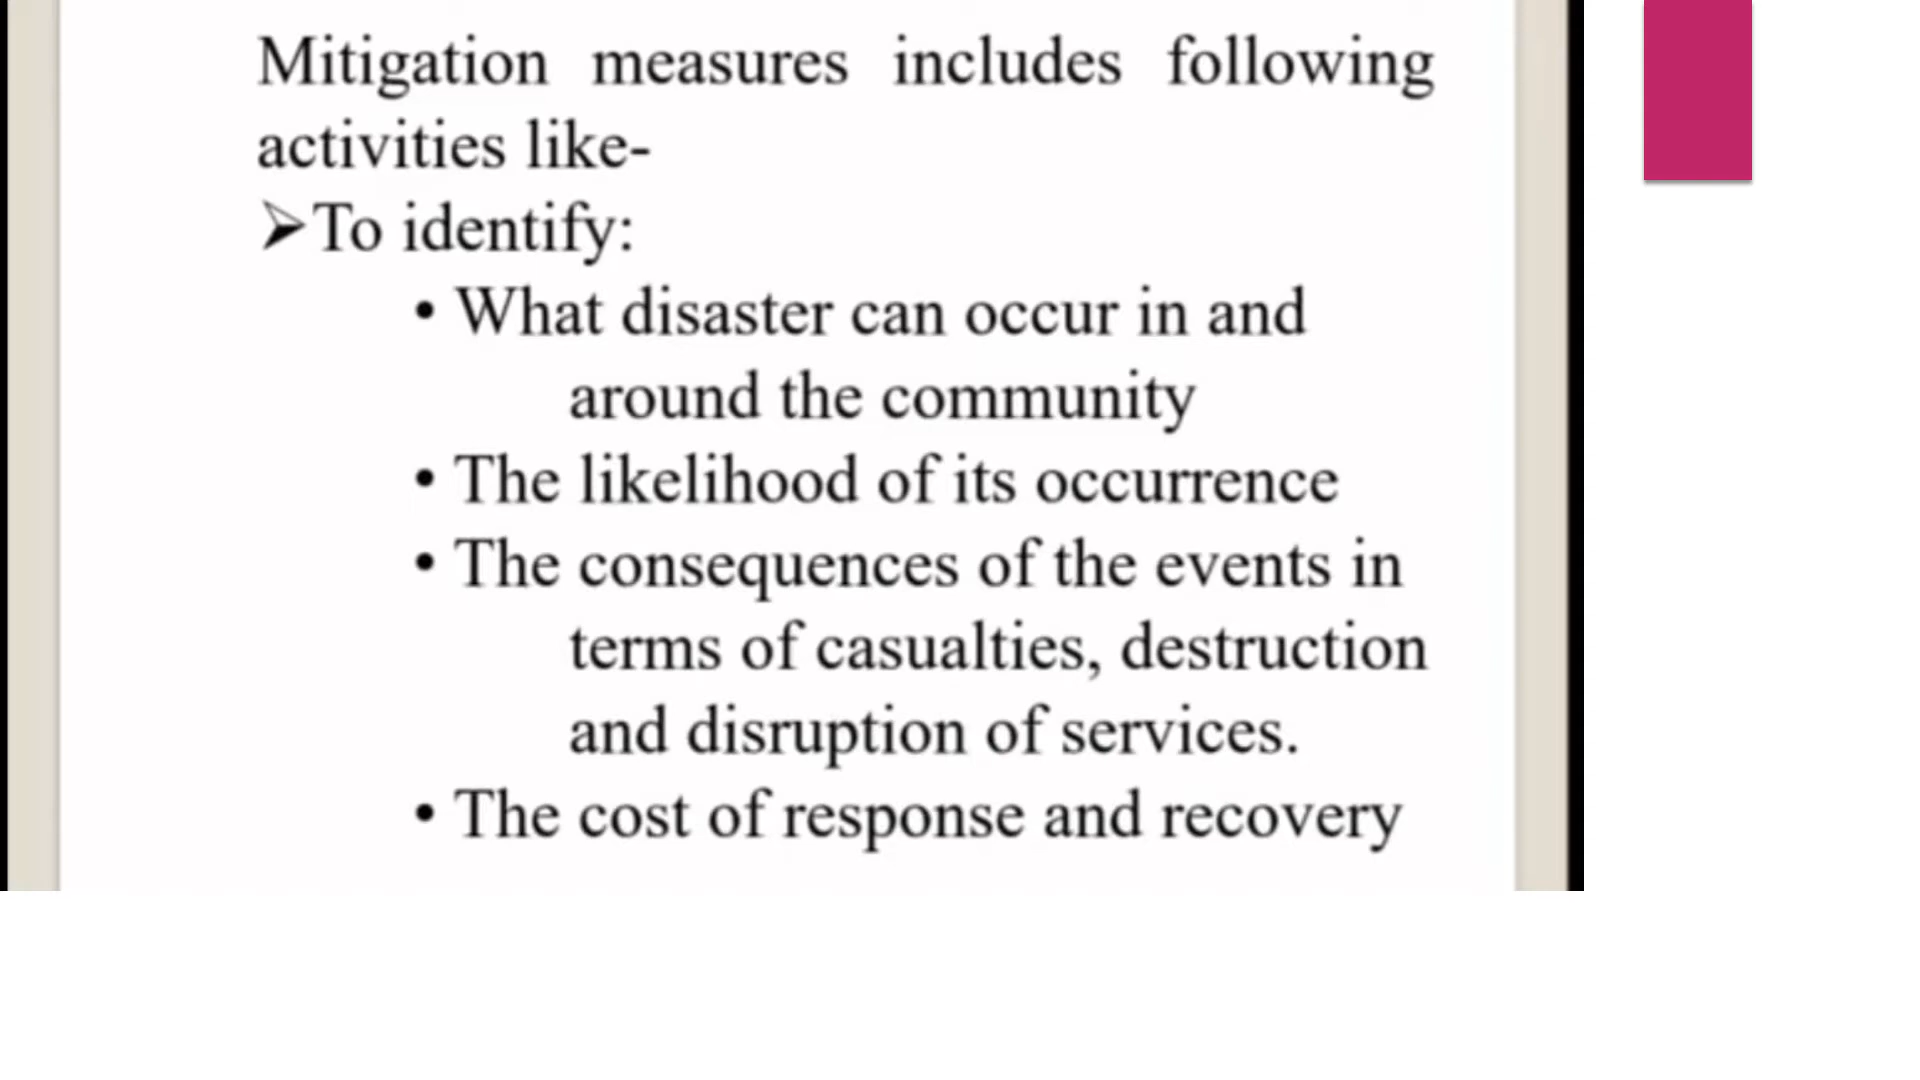 Mitigation measures includes following
activities like-
➢To identify:
• What disaster can occur in and
around the community
• The likelihood of its occurrence
• The consequences of the events in
terms of casualties, destruction
and disruption of services.
• The cost of response and recovery